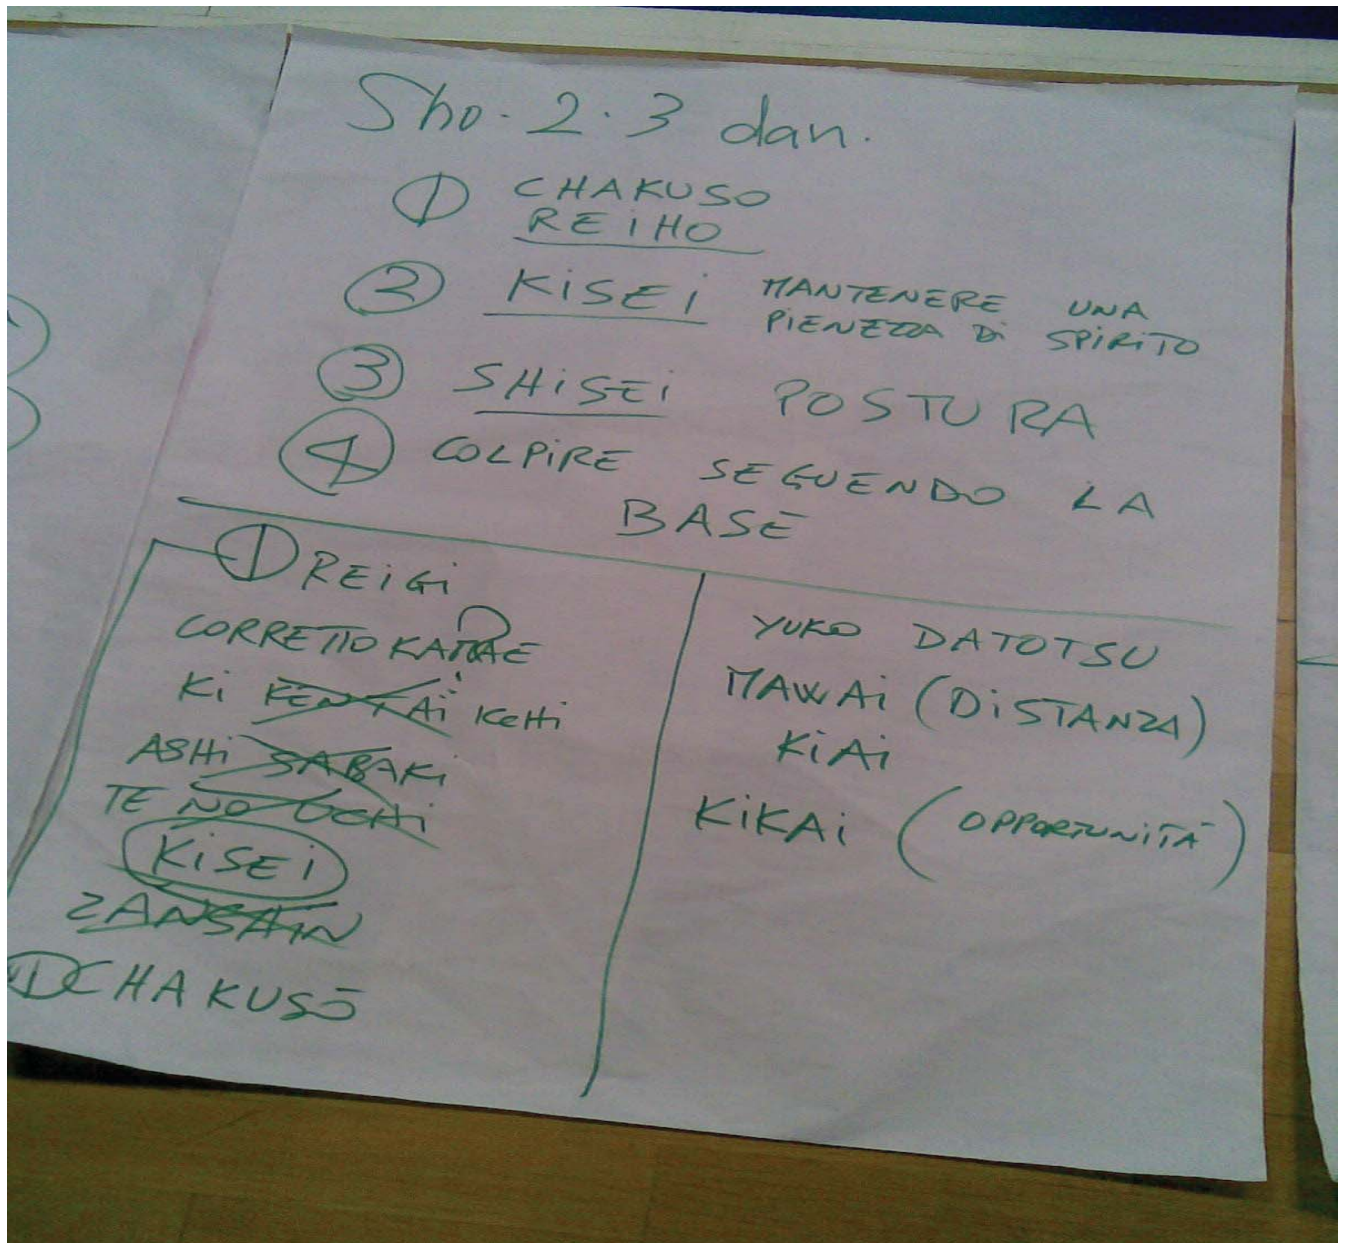 Sho. 2. 3 dan.
① CHAKUSO
REIHO
② KISEI MANTENERE UNA
PIENEZZA DI SPIRITO
③ SHISEI POSTURA
④ COLPIRE SEGUENDO LA
BASE
① REIGI
CORRETTO KAMAE
KI KEN TAI ICCHI
ASHI SABAKI
TE NO UCHI
KISEI
ZANSHIN
① CHAKUSŌ
YUKO DATOTSU
MAWAI (DISTANZA)
KIAI
KIKAI (OPPORTUNITÀ)